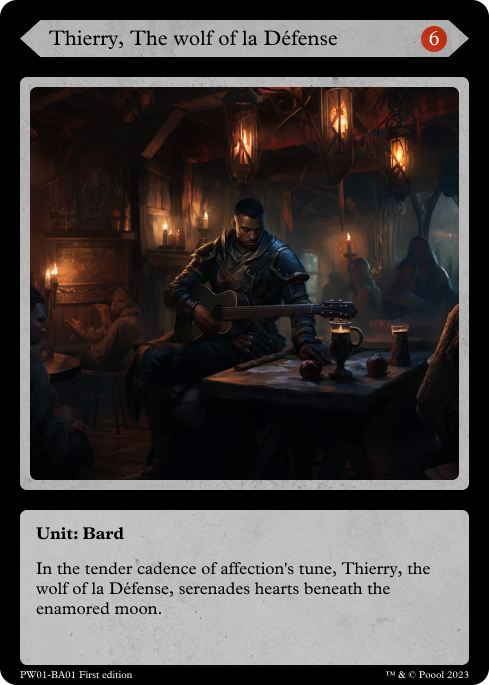 Thierry, The wolf of la Défense
6
Unit: Bard
In the tender cadence of affection's tune, Thierry, the
wolf of la Défense, serenades hearts beneath the
enamored moon.
PW01-BA01 First edition
™ & © Poool 2023